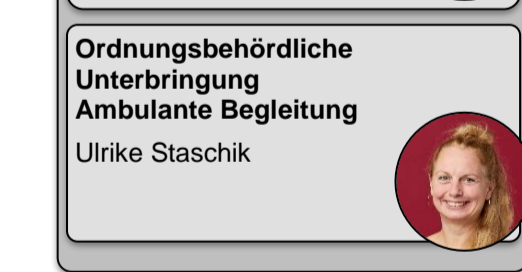 Ordnungsbehördliche
Unterbringung
Ambulante Begleitung
Ulrike Staschik